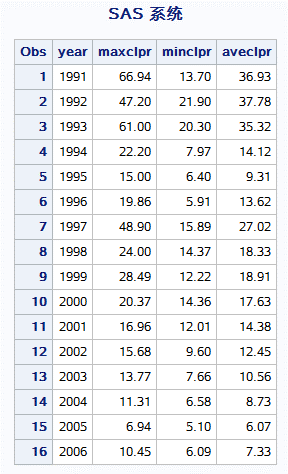 SAS 系统
Obs year maxclpr minclpr aveclpr
1 1991 66.94 13.70 36.93
2 1992 47.20 21.90 37.78
3 1993 61.00 20.30 35.32
4 1994 22.20 7.97 14.12
5 1995 15.00 6.40 9.31
6 1996 19.86 5.91 13.62
7 1997 48.90 15.89 27.02
8 1998 24.00 14.37 18.33
9 1999 28.49 12.22 18.91
10 2000 20.37 14.36 17.63
11 2001 16.96 12.01 14.38
12 2002 15.68 9.60 12.45
13 2003 13.77 7.66 10.56
14 2004 11.31 6.58 8.73
15 2005 6.94 5.10 6.07
16 2006 10.45 6.09 7.33